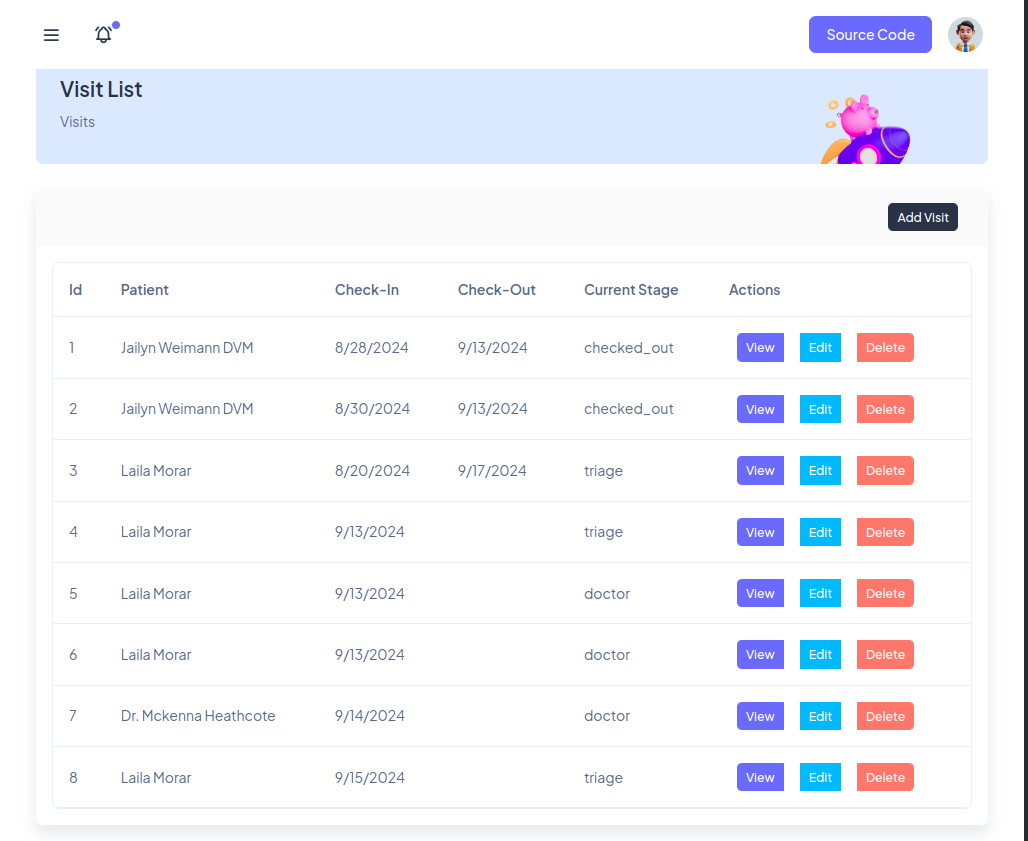 Source Code
Visit List
Visits
Add Visit
Id Patient Check-In Check-Out Current Stage Actions
1 Jailyn Weimann DVM 8/28/2024 9/13/2024 checked_out View Edit Delete
2 Jailyn Weimann DVM 8/30/2024 9/13/2024 checked_out View Edit Delete
3 Laila Morar 8/20/2024 9/17/2024 triage View Edit Delete
4 Laila Morar 9/13/2024 triage View Edit Delete
5 Laila Morar 9/13/2024 doctor View Edit Delete
6 Laila Morar 9/13/2024 doctor View Edit Delete
7 Dr. Mckenna Heathcote 9/14/2024 doctor View Edit Delete
8 Laila Morar 9/15/2024 triage View Edit Delete